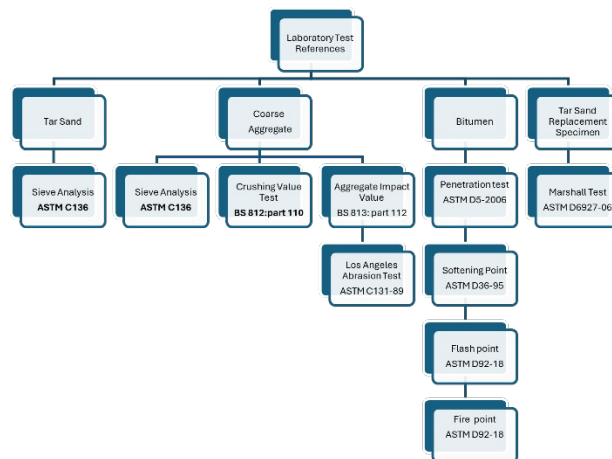 Laboratory Test
References
Tar Sand
Coarse
Aggregate
Bitumen
Tar Sand
Replacement
Specimen
Sieve Analysis
ASTM C136
Sieve Analysis
ASTM C136
Crushing Value
Test
BS 812:part 110
Aggregate Impact
Value
BS 813: part 112
Penetration test
ASTM D5-2006
Marshall Test
ASTM D6927-06
Los Angeles
Abrasion Test
ASTM C131-89
Softening Point
ASTM D36-95
Flash point
ASTM D92-18
Fire point
ASTM D92-18